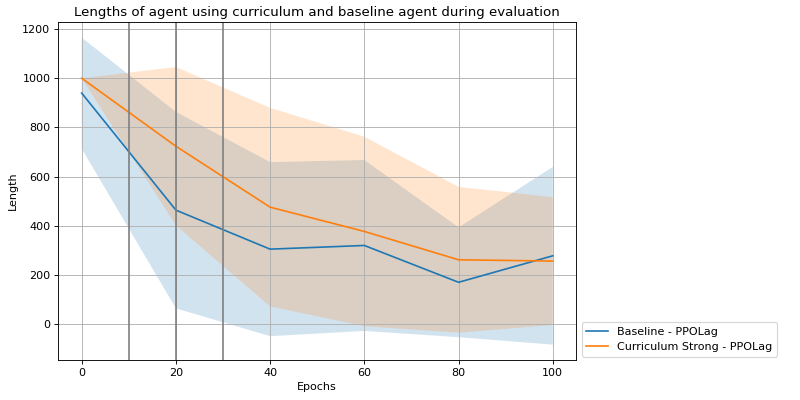 Lengths of agent using curriculum and baseline agent during evaluation
1200
1000
800
600
400
200
0
Length
0 20 40 60 80 100
Epochs
Baseline - PPOLag
Curriculum Strong - PPOLag